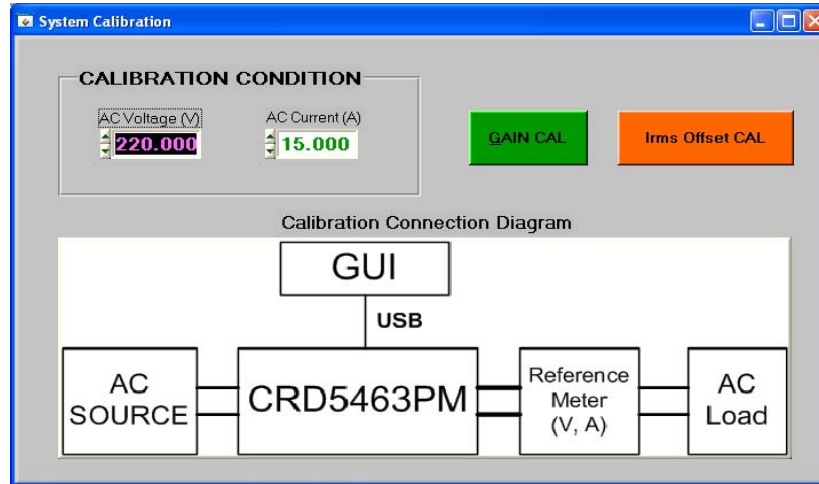 System Calibration
CALIBRATION CONDITION
AC Voltage (V)
AC Current (A)
220.000
15.000
GAIN CAL
Irms Offset CAL
Calibration Connection Diagram
GUI
USB
AC
SOURCE
CRD5463PM
Reference
Meter
(V, A)
AC
Load